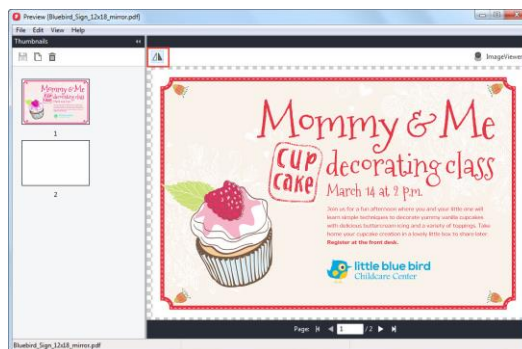 Preview [Bluebird_Sign_12x18_mirror.pdf]
File Edit View Help
Thumbnails
ImageViewer
1
2
Mommy & Me
CUP CAKE
decorating class
March 14 at 2 p.m.
Join us for a fun afternoon where you and your little one will
learn simple techniques to decorate yummy vanilla cupcakes
with delicious buttercream icing and a variety of toppings. Take
home your cupcake creation in a lovely little box to share later.
Register at the front desk.
little blue bird
Childcare Center
Page: 1 / 2
Bluebird_Sign_12x18_mirror.pdf